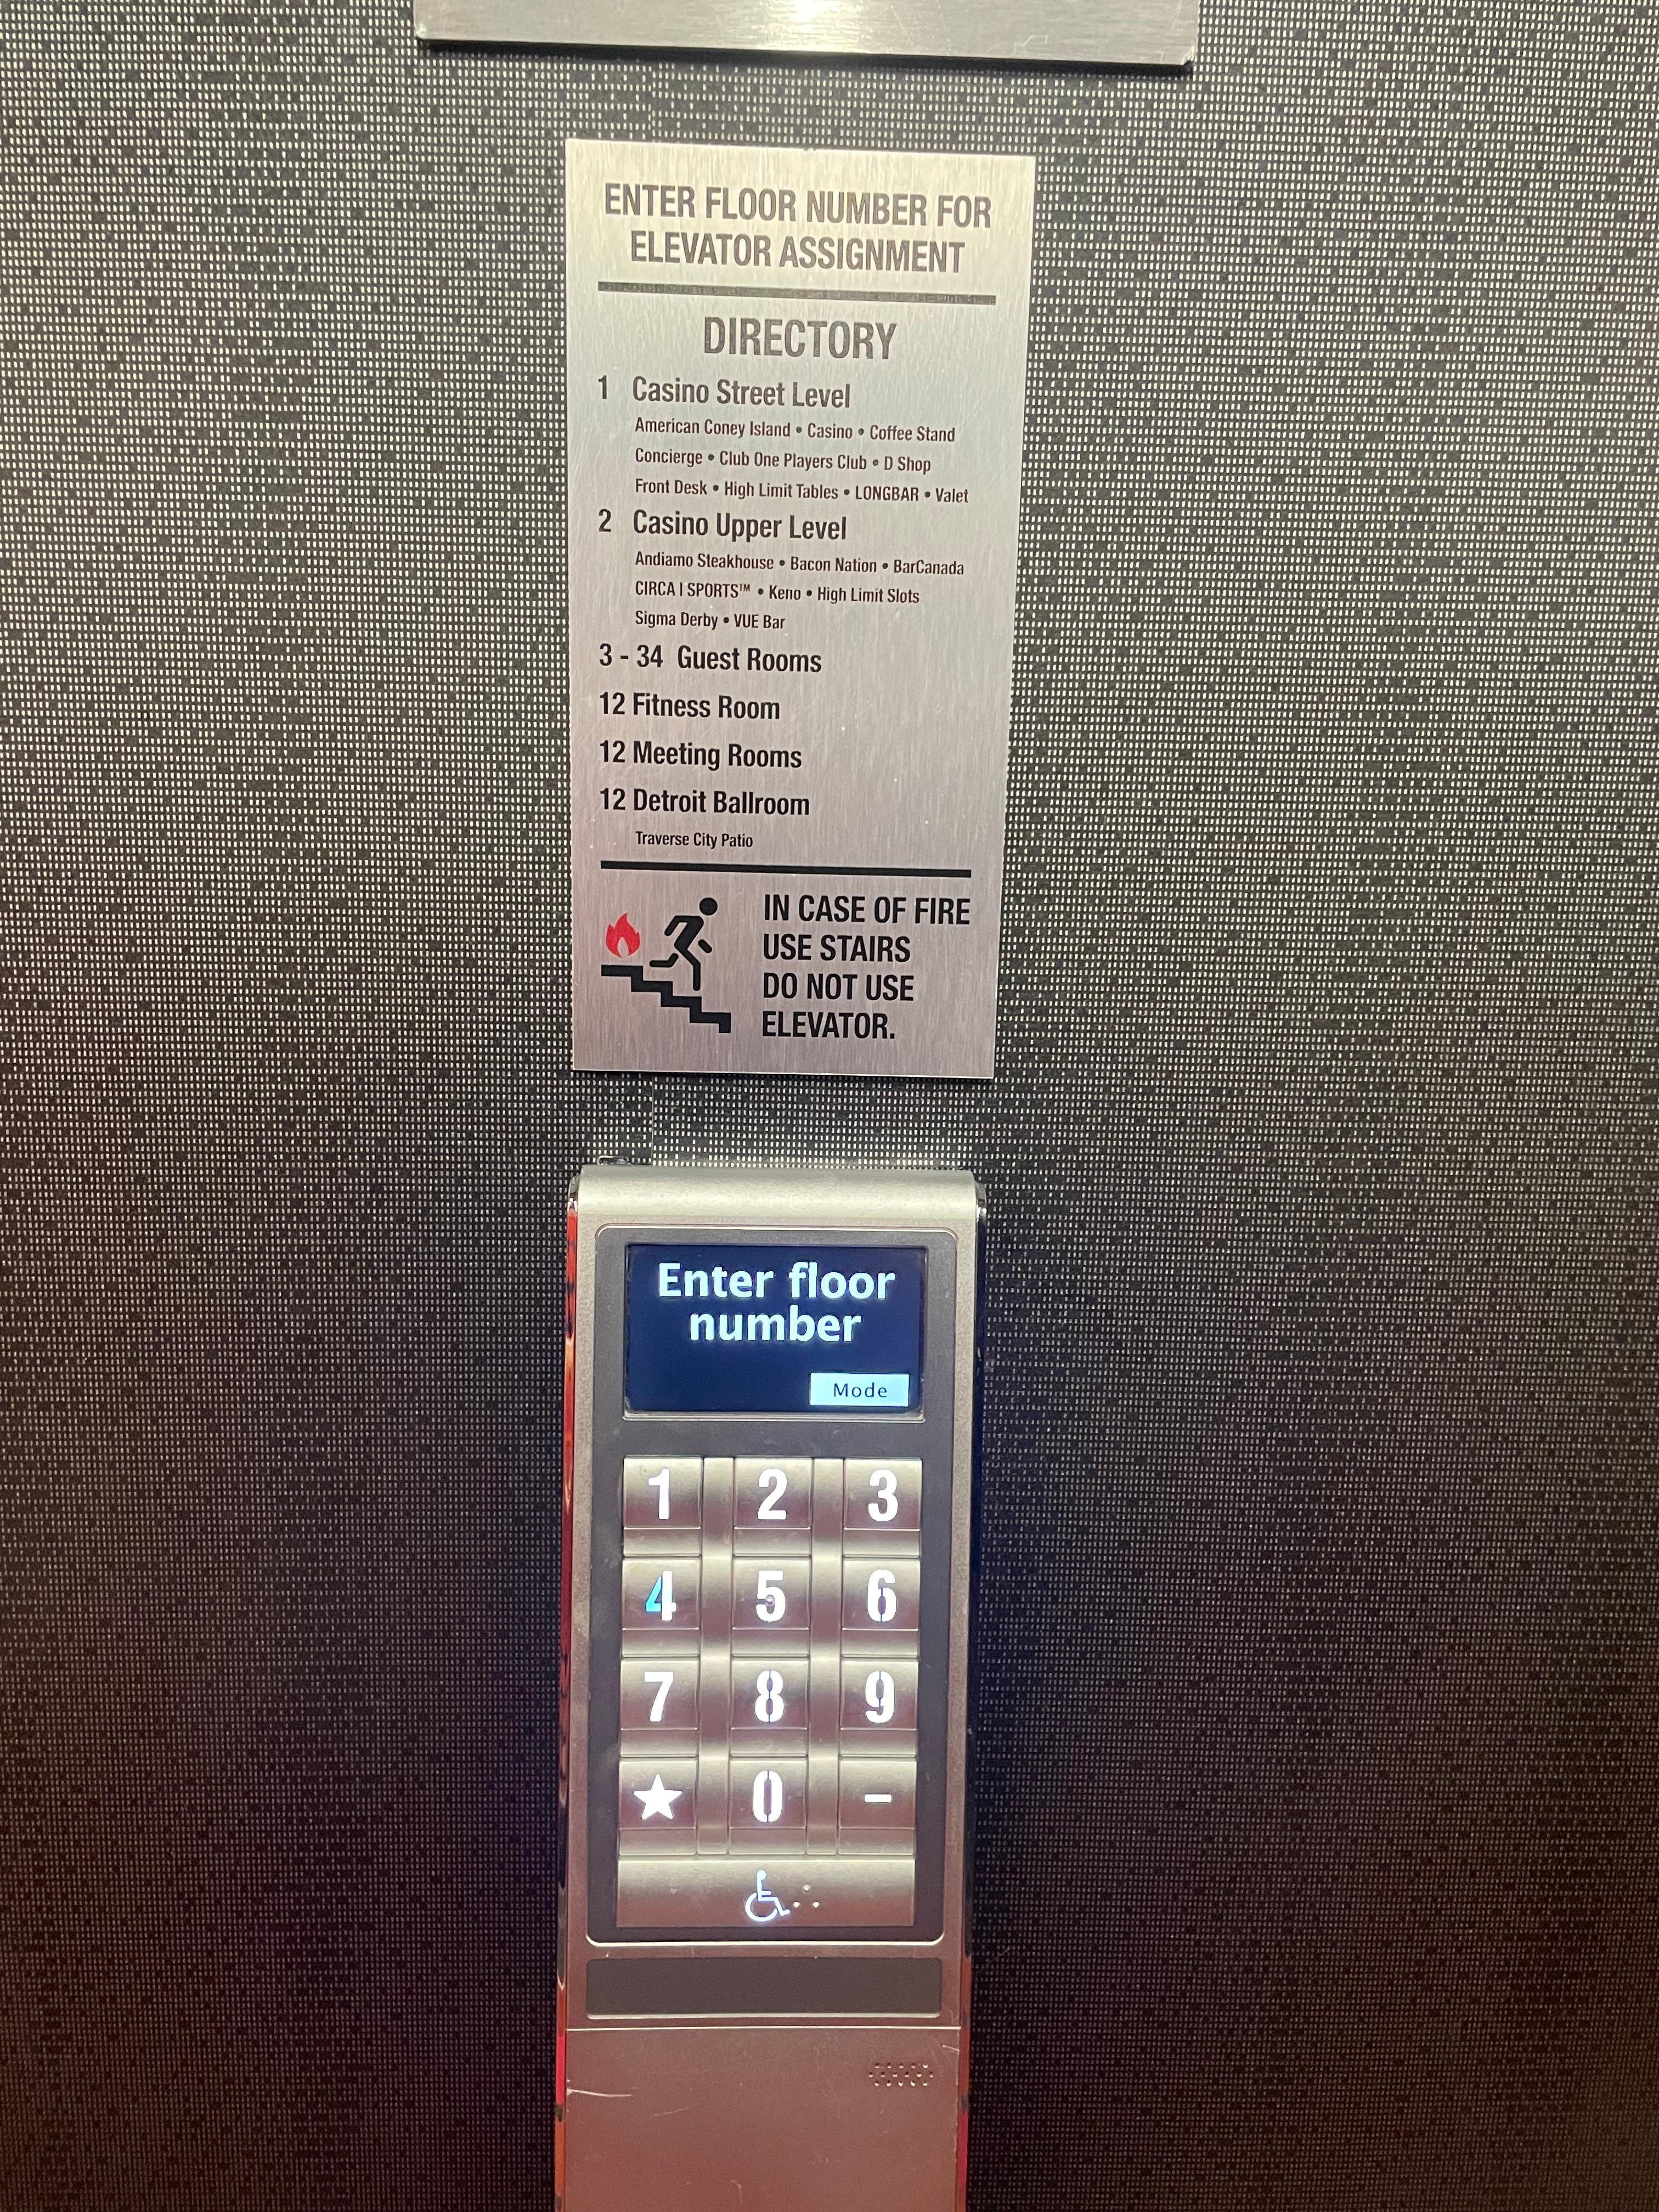 ENTER FLOOR NUMBER FOR
ELEVATOR ASSIGNMENT
DIRECTORY
1 Casino Street Level
American Coney Island • Casino • Coffee Stand
Concierge • Club One Players Club • D Shop
Front Desk • High Limit Tables • LONGBAR • Valet
2 Casino Upper Level
Andiamo Steakhouse • Bacon Nation • BarCanada
CIRCA | SPORTS™ • Keno • High Limit Slots
Sigma Derby • VUE Bar
3 - 34 Guest Rooms
12 Fitness Room
12 Meeting Rooms
12 Detroit Ballroom
Traverse City Patio
IN CASE OF FIRE
USE STAIRS
DO NOT USE
ELEVATOR.
Enter floor
number
Mode
1 2 3
4 5 6
7 8 9
★ 0 -